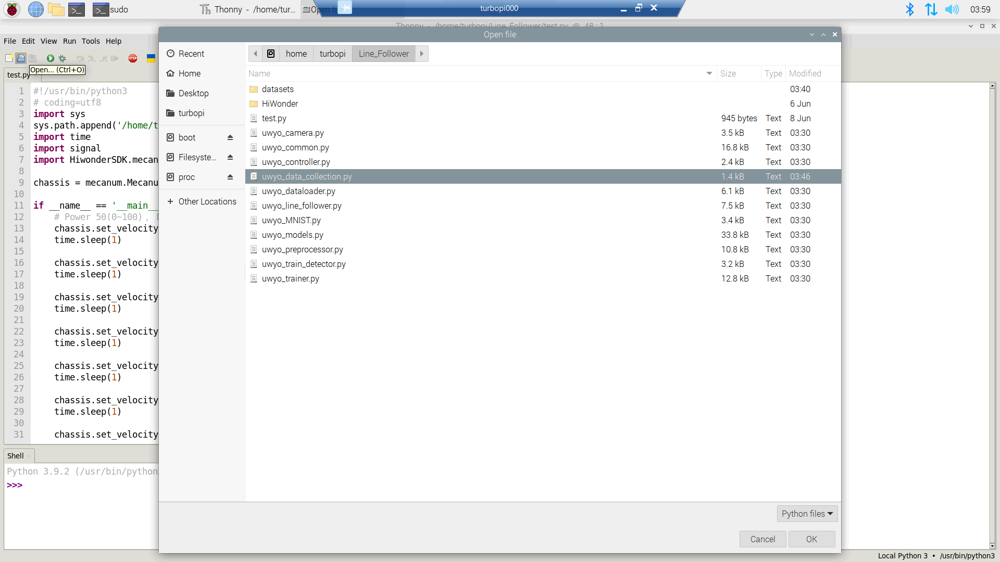 sudo
Thonny - /home/tur...
turbopi000
03:59
Thonny - /home/turbopi/Line_Follower/test.py @ 48 : 1
Open file
File Edit View Run Tools Help
Open... (Ctrl+O)
test.py
1 #!/usr/bin/python3
2 # coding=utf8
3 import sys
4 sys.path.append('/home/t
5 import time
6 import signal
7 import HiwonderSDK.mecan
8
9 chassis = mecanum.Mecanu
10
11 if __name__ == '__main__
12 # Power 50(0~100) ,
13 chassis.set_velocity
14 time.sleep(1)
15
16 chassis.set_velocity
17 time.sleep(1)
18
19 chassis.set_velocity
20 time.sleep(1)
21
22 chassis.set_velocity
23 time.sleep(1)
24
25 chassis.set_velocity
26 time.sleep(1)
27
28 chassis.set_velocity
29 time.sleep(1)
30
31 chassis.set_velocity
Shell
Python 3.9.2 (/usr/bin/python
>>>
Recent
Home
Desktop
turbopi
boot
Filesyste...
proc
+ Other Locations
home turbopi Line_Follower
Name Size Type Modified
datasets 03:40
HiWonder 6 Jun
test.py 945 bytes Text 8 Jun
uwyo_camera.py 3.5 kB Text 03:30
uwyo_common.py 16.8 kB Text 03:30
uwyo_controller.py 2.4 kB Text 03:30
uwyo_data_collection.py 1.4 kB Text 03:46
uwyo_dataloader.py 6.1 kB Text 03:30
uwyo_line_follower.py 7.5 kB Text 03:30
uwyo_MNIST.py 3.4 kB Text 03:30
uwyo_models.py 33.8 kB Text 03:30
uwyo_preprocessor.py 10.8 kB Text 03:30
uwyo_train_detector.py 3.2 kB Text 03:30
uwyo_trainer.py 12.8 kB Text 03:30
Python files
Cancel OK
Local Python 3 • /usr/bin/python3